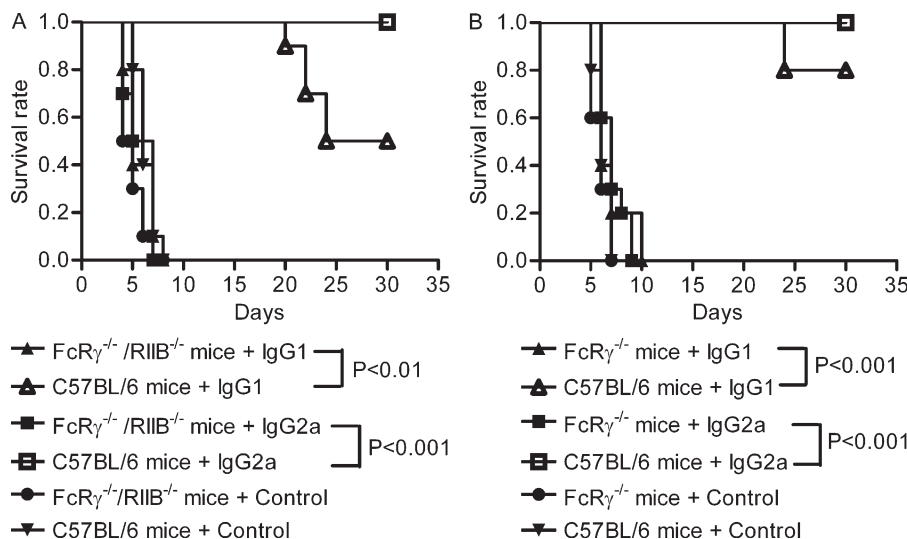 A
Survival rate
1.0
0.8
0.6
0.4
0.2
0.0
0 5 10 15 20 25 30 35
Days
FcRγ-/- /RIIB-/- mice + IgG1
C57BL/6 mice + IgG1
P<0.01
FcRγ-/- /RIIB-/- mice + IgG2a
C57BL/6 mice + IgG2a
P<0.001
FcRγ-/-/RIIB-/- mice + Control
C57BL/6 mice + Control
B
Survival rate
1.0
0.8
0.6
0.4
0.2
0.0
0 5 10 15 20 25 30 35
Days
FcRγ-/- mice + IgG1
C57BL/6 mice + IgG1
P<0.001
FcRγ-/- mice + IgG2a
C57BL/6 mice + IgG2a
P<0.001
FcRγ-/- mice + Control
C57BL/6 mice + Control